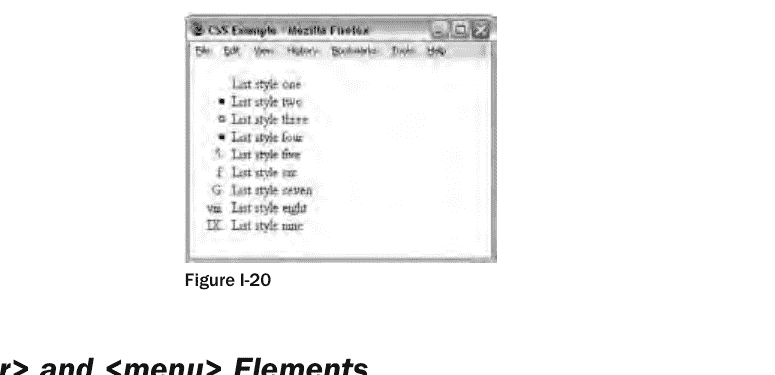 CSS Example - Mozilla Firefox
File Edit View History Bookmarks Tools Help
List style one
▪ List style two
o List style three
▪ List style four
5. List style five
f List style six
G List style seven
viii List style eight
IX List style nine
Figure I-20
r> and <menu> Elements